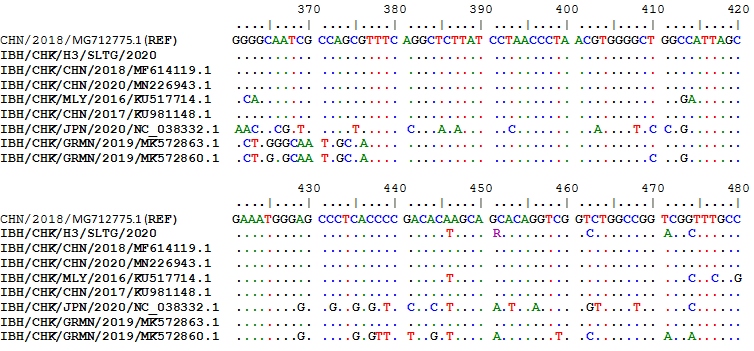 370 380 390 400 410 420
CHN/2018/MG712775.1(REF) GGGGCAATCG CCAGCGTTTC AGGCTCTTAT CCTAACCCTA ACGTGGGGCT GGCCATTAGC
IBH/CHK/H3/SLTG/2020 .......... .......... .......... .......... .......... ..........
IBH/CHK/CHN/2018/MF614119.1 .......... .......... .......... .......... .......... ..........
IBH/CHK/CHN/2020/MN226943.1 .......... .......... .......... .......... .......... ..........
IBH/CHK/MLY/2016/KU517714.1 .CA....... .......... .......... .......... .......... ..GA......
IBH/CHK/CHN/2017/KU981148.1 .......... .......... .......... .......... .......... ..........
IBH/CHK/JPN/2020/NC_038332.1 AAC..CG.T. ....T..... C...A.A... ..C....... ..A....T.C C.G.......
IBH/CHK/GRMN/2019/MK572863.1 .CT.GGGCAA T.GC.A.... .......... .......... .......... ..........
IBH/CHK/GRMN/2019/MK572860.1 .CT.G.GCAA T.GC.A.... .......... .......... .........G ..G.......
430 440 450 460 470 480
CHN/2018/MG712775.1(REF) GAAATGGGAG CCCTCACCCC GACACAAGCA GCACAGGTCG GTCTGGCCGG TCGGTTTGCC
IBH/CHK/H3/SLTG/2020 .......... .......... .....T.... R......... .C........ A..C......
IBH/CHK/CHN/2018/MF614119.1 .......... .......... .......... .......... .......... ..........
IBH/CHK/CHN/2020/MN226943.1 .......... .......... .......... .......... .......... ..........
IBH/CHK/MLY/2016/KU517714.1 .......... .......... .....T.... .......... .......... ...C..C..G
IBH/CHK/CHN/2017/KU981148.1 .......... .......... .......... .......... .......... ..........
IBH/CHK/JPN/2020/NC_038332.1 ........G. .G..G.G.T. C..C.T.... A.T..A.... .GT....T.. ...C......
IBH/CHK/GRMN/2019/MK572863.1 .......... .......... .......... .......... .......... ..........
IBH/CHK/GRMN/2019/MK572860.1 ........G. ....G.GTT. T..G.T.... A.......T. .C........ A..A......